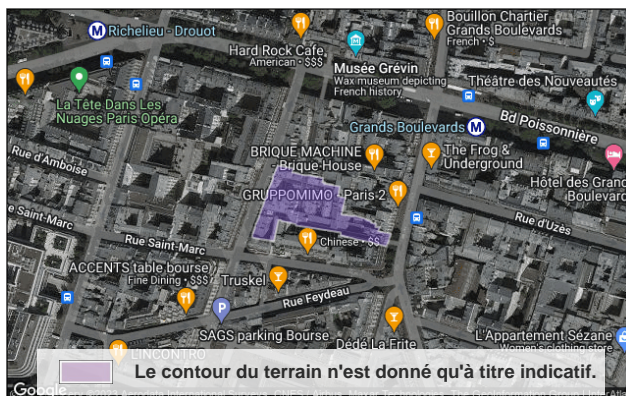 Richelieu - Drouot
Hard Rock Cafe
American • $$$
Musée Grévin
Wax museum depicting
French history
Bouillon Chartier
Grands Boulevards
French • $
Théâtre des Nouveautés
La Tête Dans Les
Nuages Paris Opéra
Grands Boulevards
Bd Poissonnière
Rue d'Amboise
BRIQUE MACHINE
Brique-House
The Frog &
Underground
Hôtel des Grand
Boulevard
GRUPPOMIMO - Paris 2
Rue d'Uzès
Rue Saint-Marc
Rue Saint-Marc
Chinese • $$
ACCENTS table bourse
Fine Dining • $$$
Truskel
Rue Feydeau
P
SAGS parking Bourse
Dédé La Frite
L'Appartement Sézane
Women's clothing store
LINCONTRO
Le contour du terrain n'est donné qu'à titre indicatif.
Google